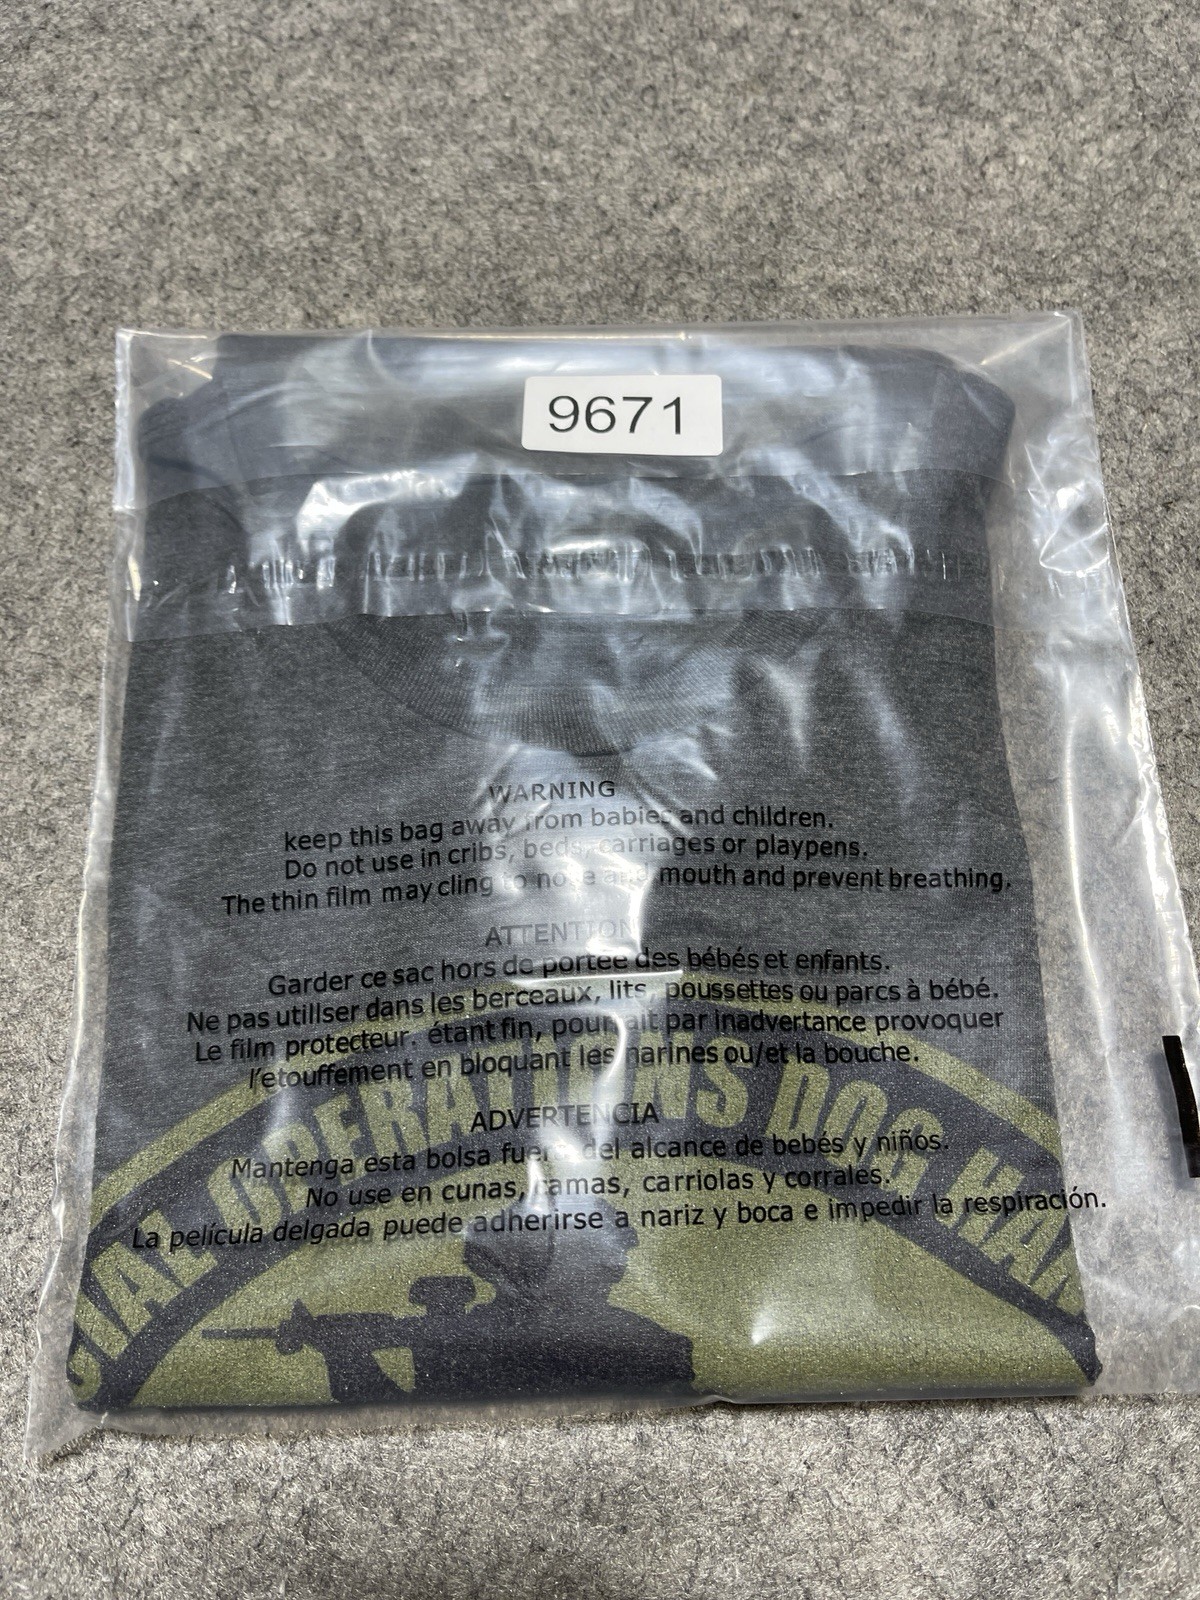 9671
WARNING
keep this bag away from babies and children.
Do not use in cribs, beds, carriages or playpens.
The thin film may cling to nose and mouth and prevent breathing.
ATTENTION
Garder ce sac hors de portée des bébés et enfants.
Ne pas utiliser dans les berceaux, lits, poussettes ou parcs à bébé.
Le film protecteur. étant fin, pourrait par inadvertance provoquer
l'etouffement en bloquant les narines ou/et la bouche.
ADVERTENCIA
Mantenga esta bolsa fuera del alcance de bebés y niños.
No use en cunas, camas, carriolas y corrales.
La película delgada puede adherirse a nariz y boca e impedir la respiración.
CIAL OPERATIONS DOG HAN